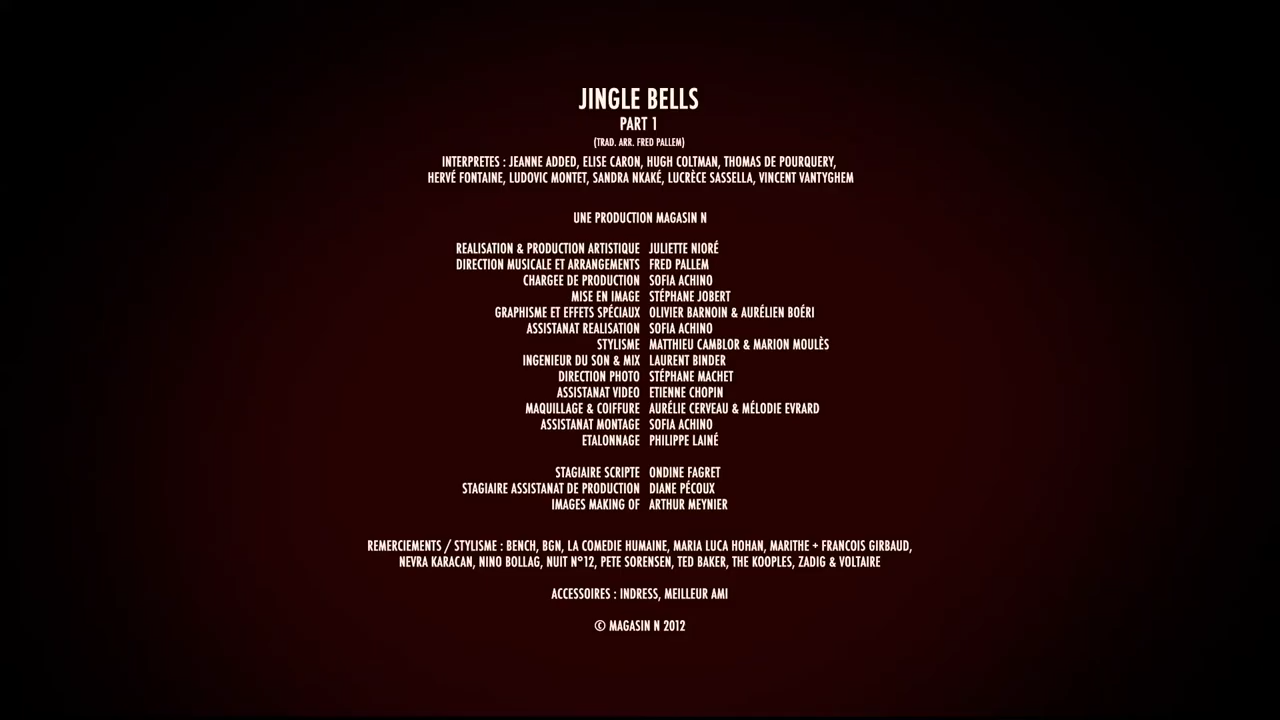 JINGLE BELLS
PART 1
(TRAD. ARR. FRED PALLEM)
INTERPRETES : JEANNE ADDED, ELISE CARON, HUGH COLTMAN, THOMAS DE POURQUERY,
HERVÉ FONTAINE, LUDOVIC MONTET, SANDRA NKAKÉ, LUCRÈCE SASSELLA, VINCENT VANTYGHEM
UNE PRODUCTION MAGASIN N
REALISATION & PRODUCTION ARTISTIQUE JULIETTE NIORÉ
DIRECTION MUSICALE ET ARRANGEMENTS FRED PALLEM
CHARGEE DE PRODUCTION SOFIA ACHINO
MISE EN IMAGE STÉPHANE JOBERT
GRAPHISME ET EFFETS SPÉCIAUX OLIVIER BARNOIN & AURÉLIEN BOÉRI
ASSISTANAT REALISATION SOFIA ACHINO
STYLISME MATTHIEU CAMBLOR & MARION MOULÈS
INGENIEUR DU SON & MIX LAURENT BINDER
DIRECTION PHOTO STÉPHANE MACHET
ASSISTANAT VIDEO ETIENNE CHOPIN
MAQUILLAGE & COIFFURE AURÉLIE CERVEAU & MÉLODIE EVRARD
ASSISTANAT MONTAGE SOFIA ACHINO
ETALONNAGE PHILIPPE LAINÉ
STAGIAIRE SCRIPTE ONDINE FAGRET
STAGIAIRE ASSISTANAT DE PRODUCTION DIANE PÉCOUX
IMAGES MAKING OF ARTHUR MEYNIER
REMERCIEMENTS / STYLISME : BENCH, BGN, LA COMEDIE HUMAINE, MARIA LUCA HOHAN, MARITHE + FRANCOIS GIRBAUD,
NEVRA KARACAN, NINO BOLLAG, NUIT N°12, PETE SORENSEN, TED BAKER, THE KOOPLES, ZADIG & VOLTAIRE
ACCESSOIRES : INDRESS, MEILLEUR AMI
© MAGASIN N 2012